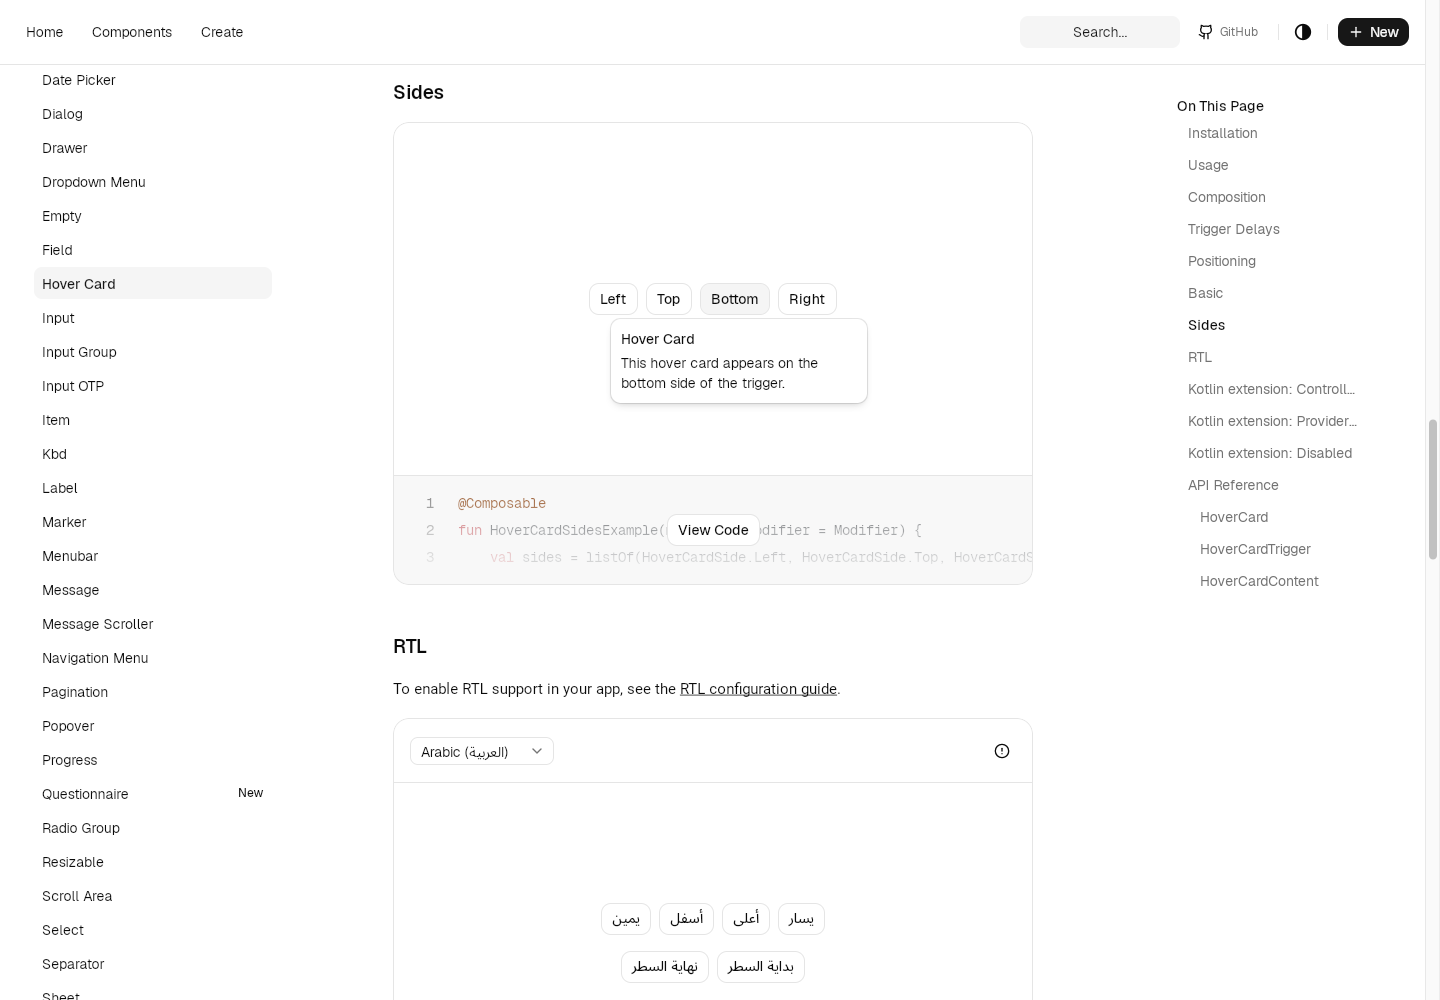 Home
Components
Create
Search...
GitHub
New
Date Picker
Dialog
Drawer
Dropdown Menu
Empty
Field
Hover Card
Input
Input Group
Input OTP
Item
Kbd
Label
Marker
Menubar
Message
Message Scroller
Navigation Menu
Pagination
Popover
Progress
Questionnaire New
Radio Group
Resizable
Scroll Area
Select
Separator
Sheet
Sides
Left
Top
Bottom
Right
Hover Card
This hover card appears on the
bottom side of the trigger.
1 @Composable
2 fun HoverCardSidesExample( odifier = Modifier) {
3 val sides = listOf(HoverCardSide.Left, HoverCardSide.Top, HoverCardS
View Code
RTL
To enable RTL support in your app, see the RTL configuration guide.
Arabic (العربية)
يسار
أعلى
أسفل
يمين
بداية السطر
نهاية السطر
On This Page
Installation
Usage
Composition
Trigger Delays
Positioning
Basic
Sides
RTL
Kotlin extension: Controll...
Kotlin extension: Provider...
Kotlin extension: Disabled
API Reference
HoverCard
HoverCardTrigger
HoverCardContent